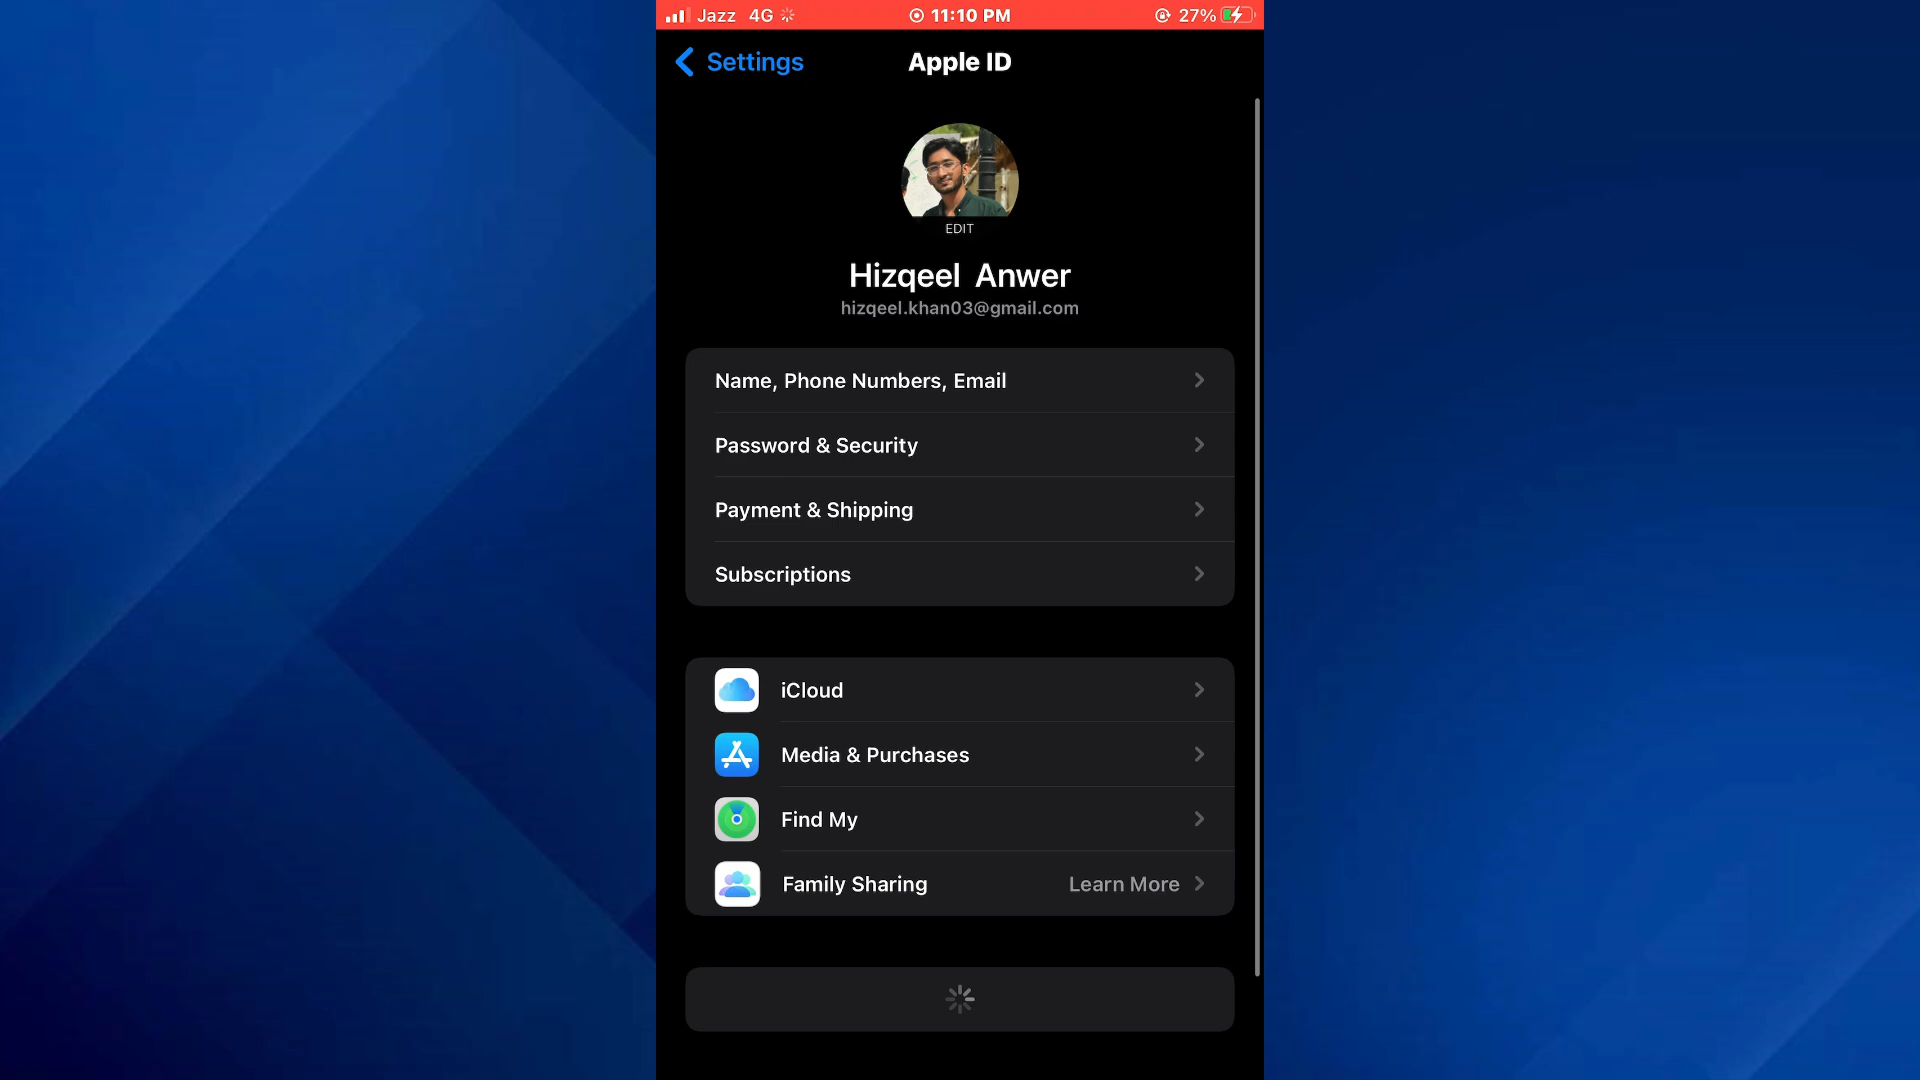 Jazz 4G 11:10 PM 27%
Settings Apple ID
EDIT
Hizqeel Anwer
hizqeel.khan03@gmail.com
Name, Phone Numbers, Email
Password & Security
Payment & Shipping
Subscriptions
iCloud
Media & Purchases
Find My
Family Sharing Learn More